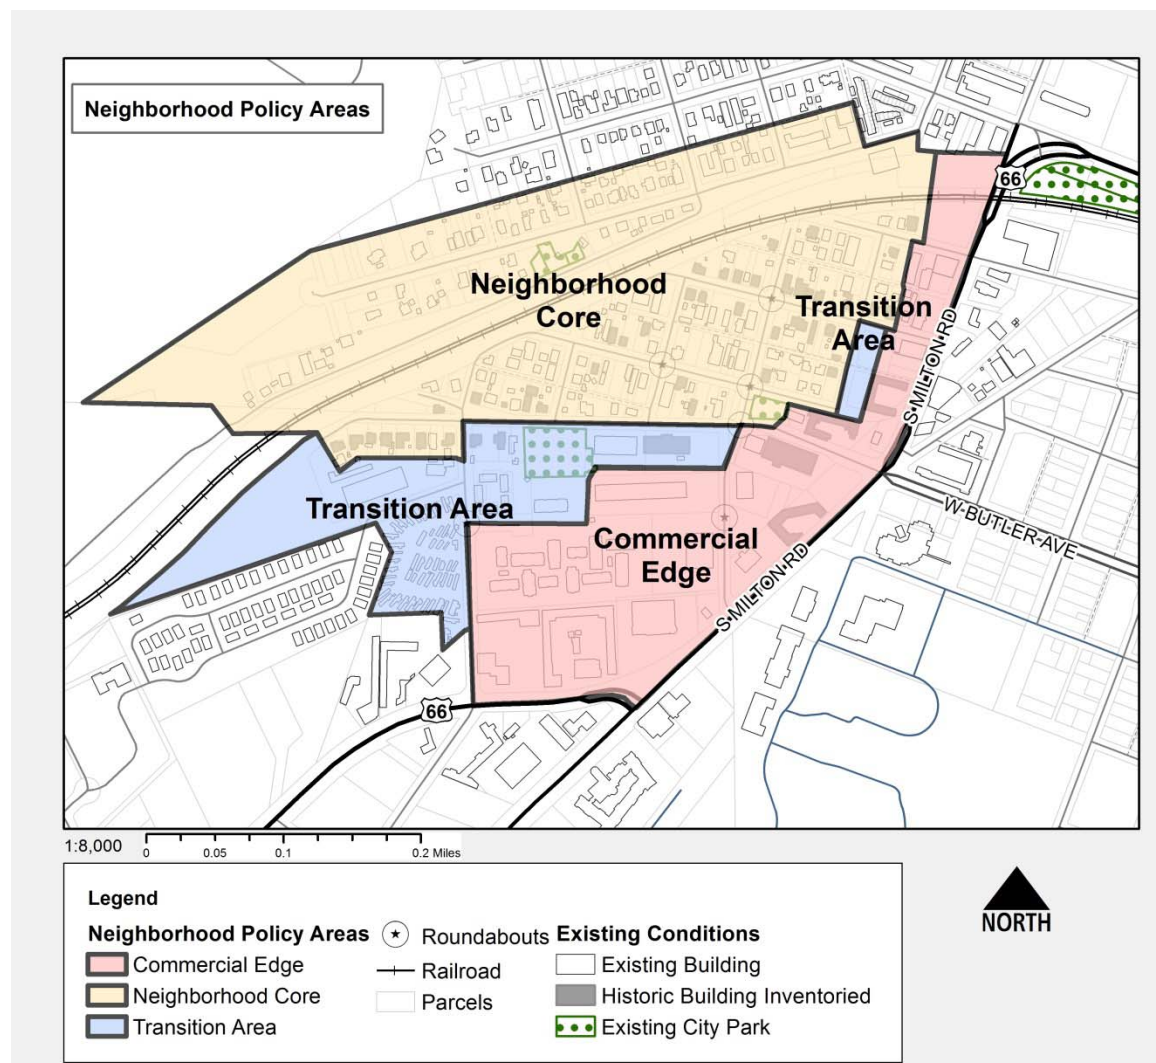 Neighborhood Policy Areas
66
Neighborhood
Core
Transition
Area
S MILTON RD
Transition Area
Commercial
Edge
W BUTLER AVE
S MILTON RD
66
1:8,000
0 0.05 0.1 0.2 Miles
Legend
Neighborhood Policy Areas
Commercial Edge
Neighborhood Core
Transition Area
Roundabouts
Railroad
Parcels
Existing Conditions
Existing Building
Historic Building Inventoried
Existing City Park
NORTH